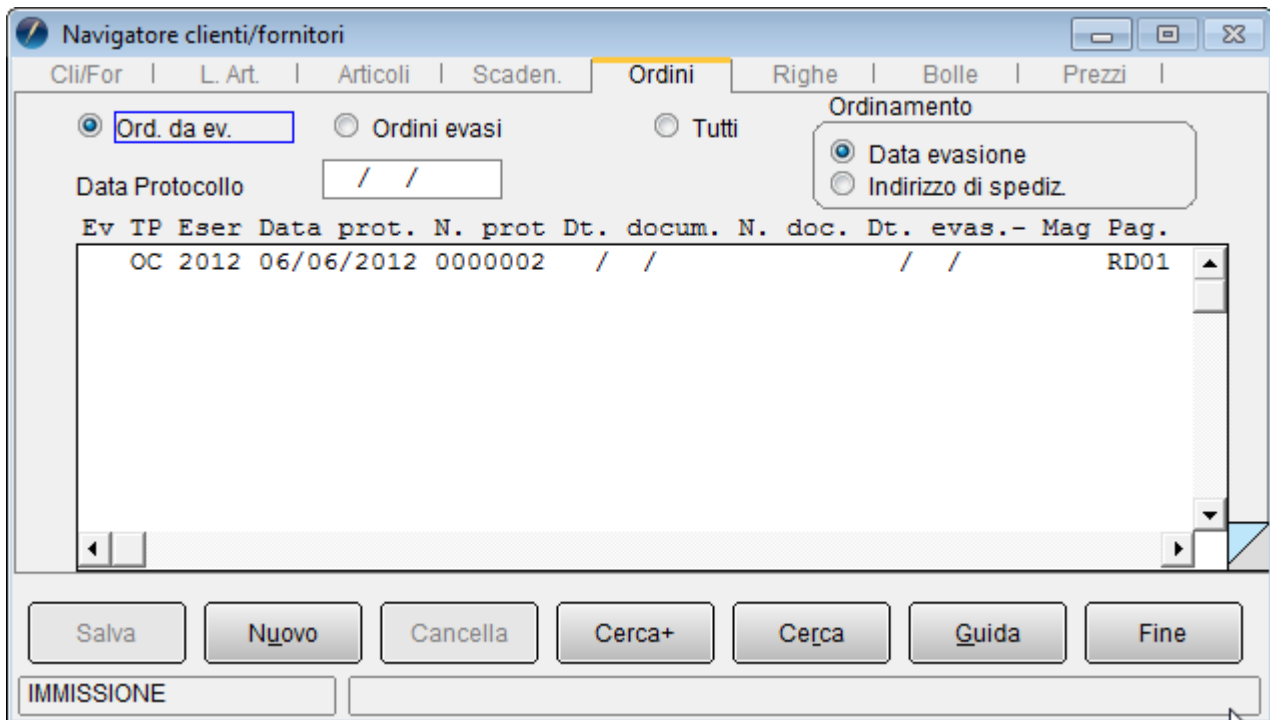 Navigatore clienti/fornitori
Cli/For | L. Art. | Articoli | Scaden. Ordini Righe | Bolle | Prezzi |
Ord. da ev. Ordini evasi Tutti
Ordinamento
Data evasione
Indirizzo di spediz.
Data Protocollo / /
Ev TP Eser Data prot. N. prot Dt. docum. N. doc. Dt. evas.- Mag Pag.
OC 2012 06/06/2012 0000002 / / / / RD01
Salva Nuovo Cancella Cerca+ Cerca Guida Fine
IMMISSIONE